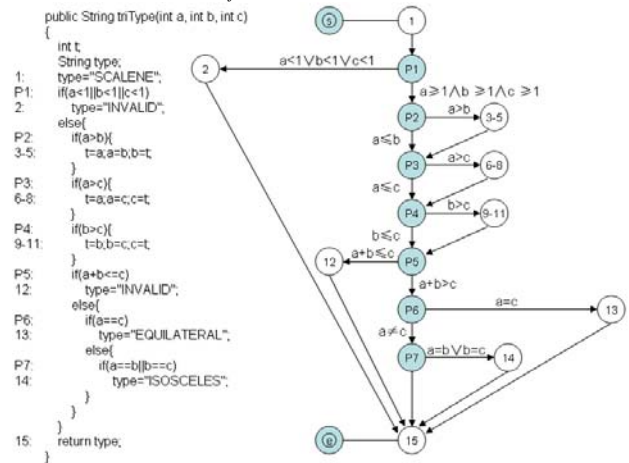 public String triType(int a, int b, int c)
{
int t;
String type;
1: type="SCALENE";
P1: if(a<1||b<1||c<1)
2: type="INVALID";
else{
P2: if(a>b){
3-5: t=a;a=b;b=t;
}
P3: if(a>c){
6-8: t=a;a=c;c=t;
}
P4: if(b>c){
9-11: t=b;b=c;c=t;
}
P5: if(a+b<=c)
12: type="INVALID";
else{
P6: if(a==c)
13: type="EQUILATERAL";
else{
P7: if(a==b||b==c)
14: type="ISOSCELES";
}
}
}
15: return type;
}
s
1
a<1∨b<1∨c<1
2
P1
a≥1∧b≥1∧c≥1
P2
a>b
3-5
a≤b
P3
a>c
6-8
a≤c
P4
b>c
9-11
b≤c
12
a+b≤c
P5
a+b>c
P6
a=c
13
a≠c
P7
a=b∨b=c
14
e
15